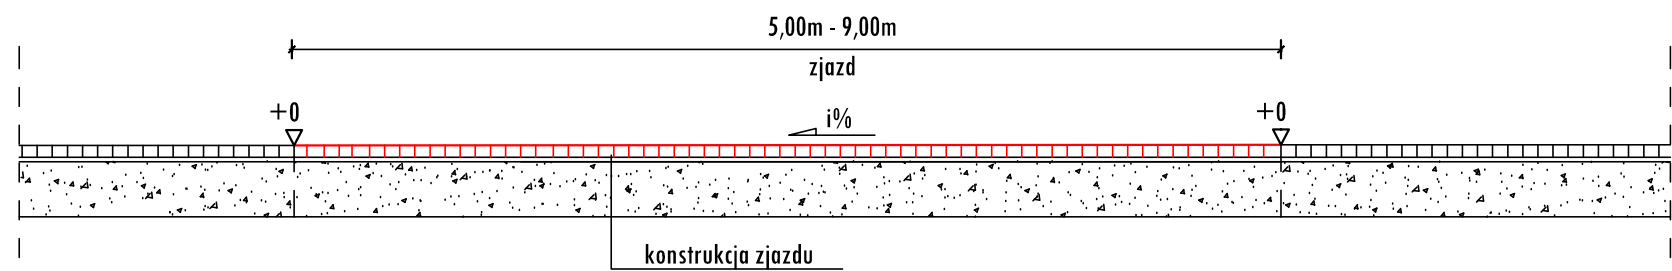 5,00m - 9,00m
zjazd
+0
i%
+0
konstrukcja zjazdu